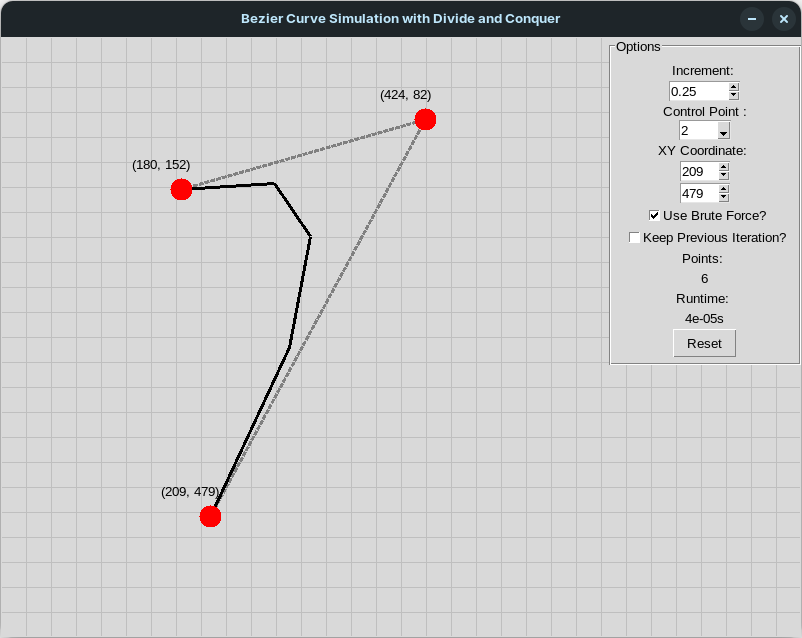 Bezier Curve Simulation with Divide and Conquer
(424, 82)
(180, 152)
(209, 479)
Options
Increment:
0.25
Control Point :
2
XY Coordinate:
209
479
Use Brute Force?
Keep Previous Iteration?
Points:
6
Runtime:
4e-05s
Reset